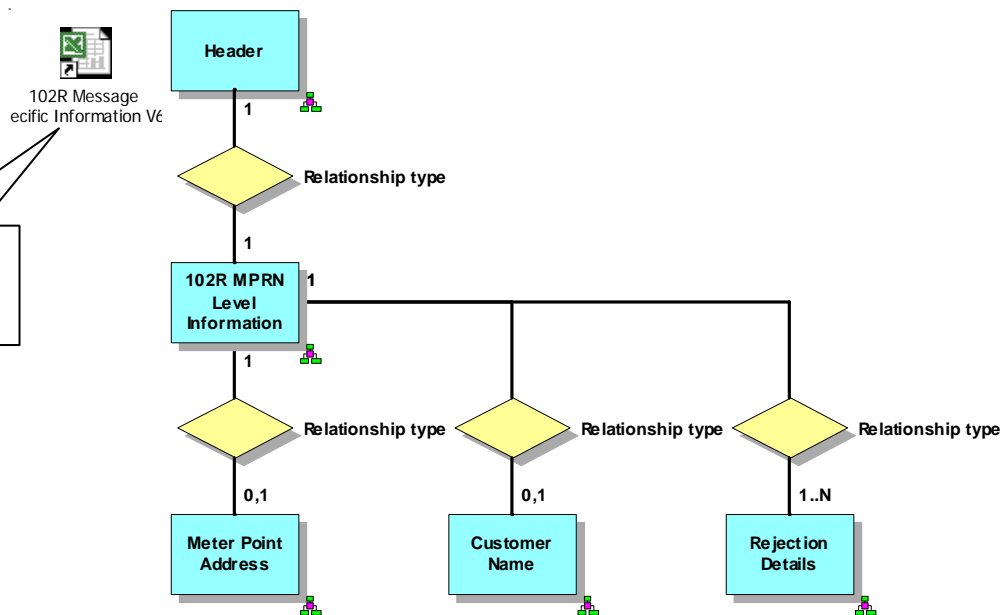 Header
102R Message
ecific Information V6
1
Relationship type
1
102R MPRN
Level
Information
1
1
Relationship type
Relationship type
Relationship type
0,1
0,1
1..N
Meter Point
Address
Customer
Name
Rejection
Details